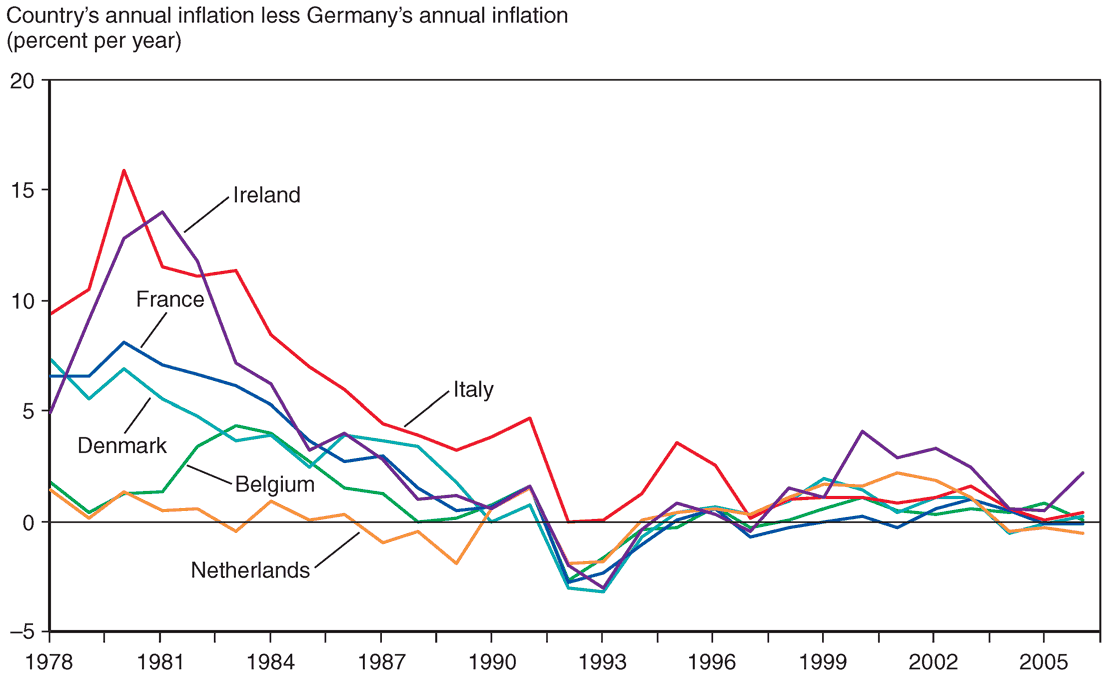 Country’s annual inflation less Germany’s annual inflation
(percent per year)
20
15
Ireland
10
France
Italy
5
Denmark
Belgium
0
Netherlands
–5
1978 1981 1984 1987 1990 1993 1996 1999 2002 2005